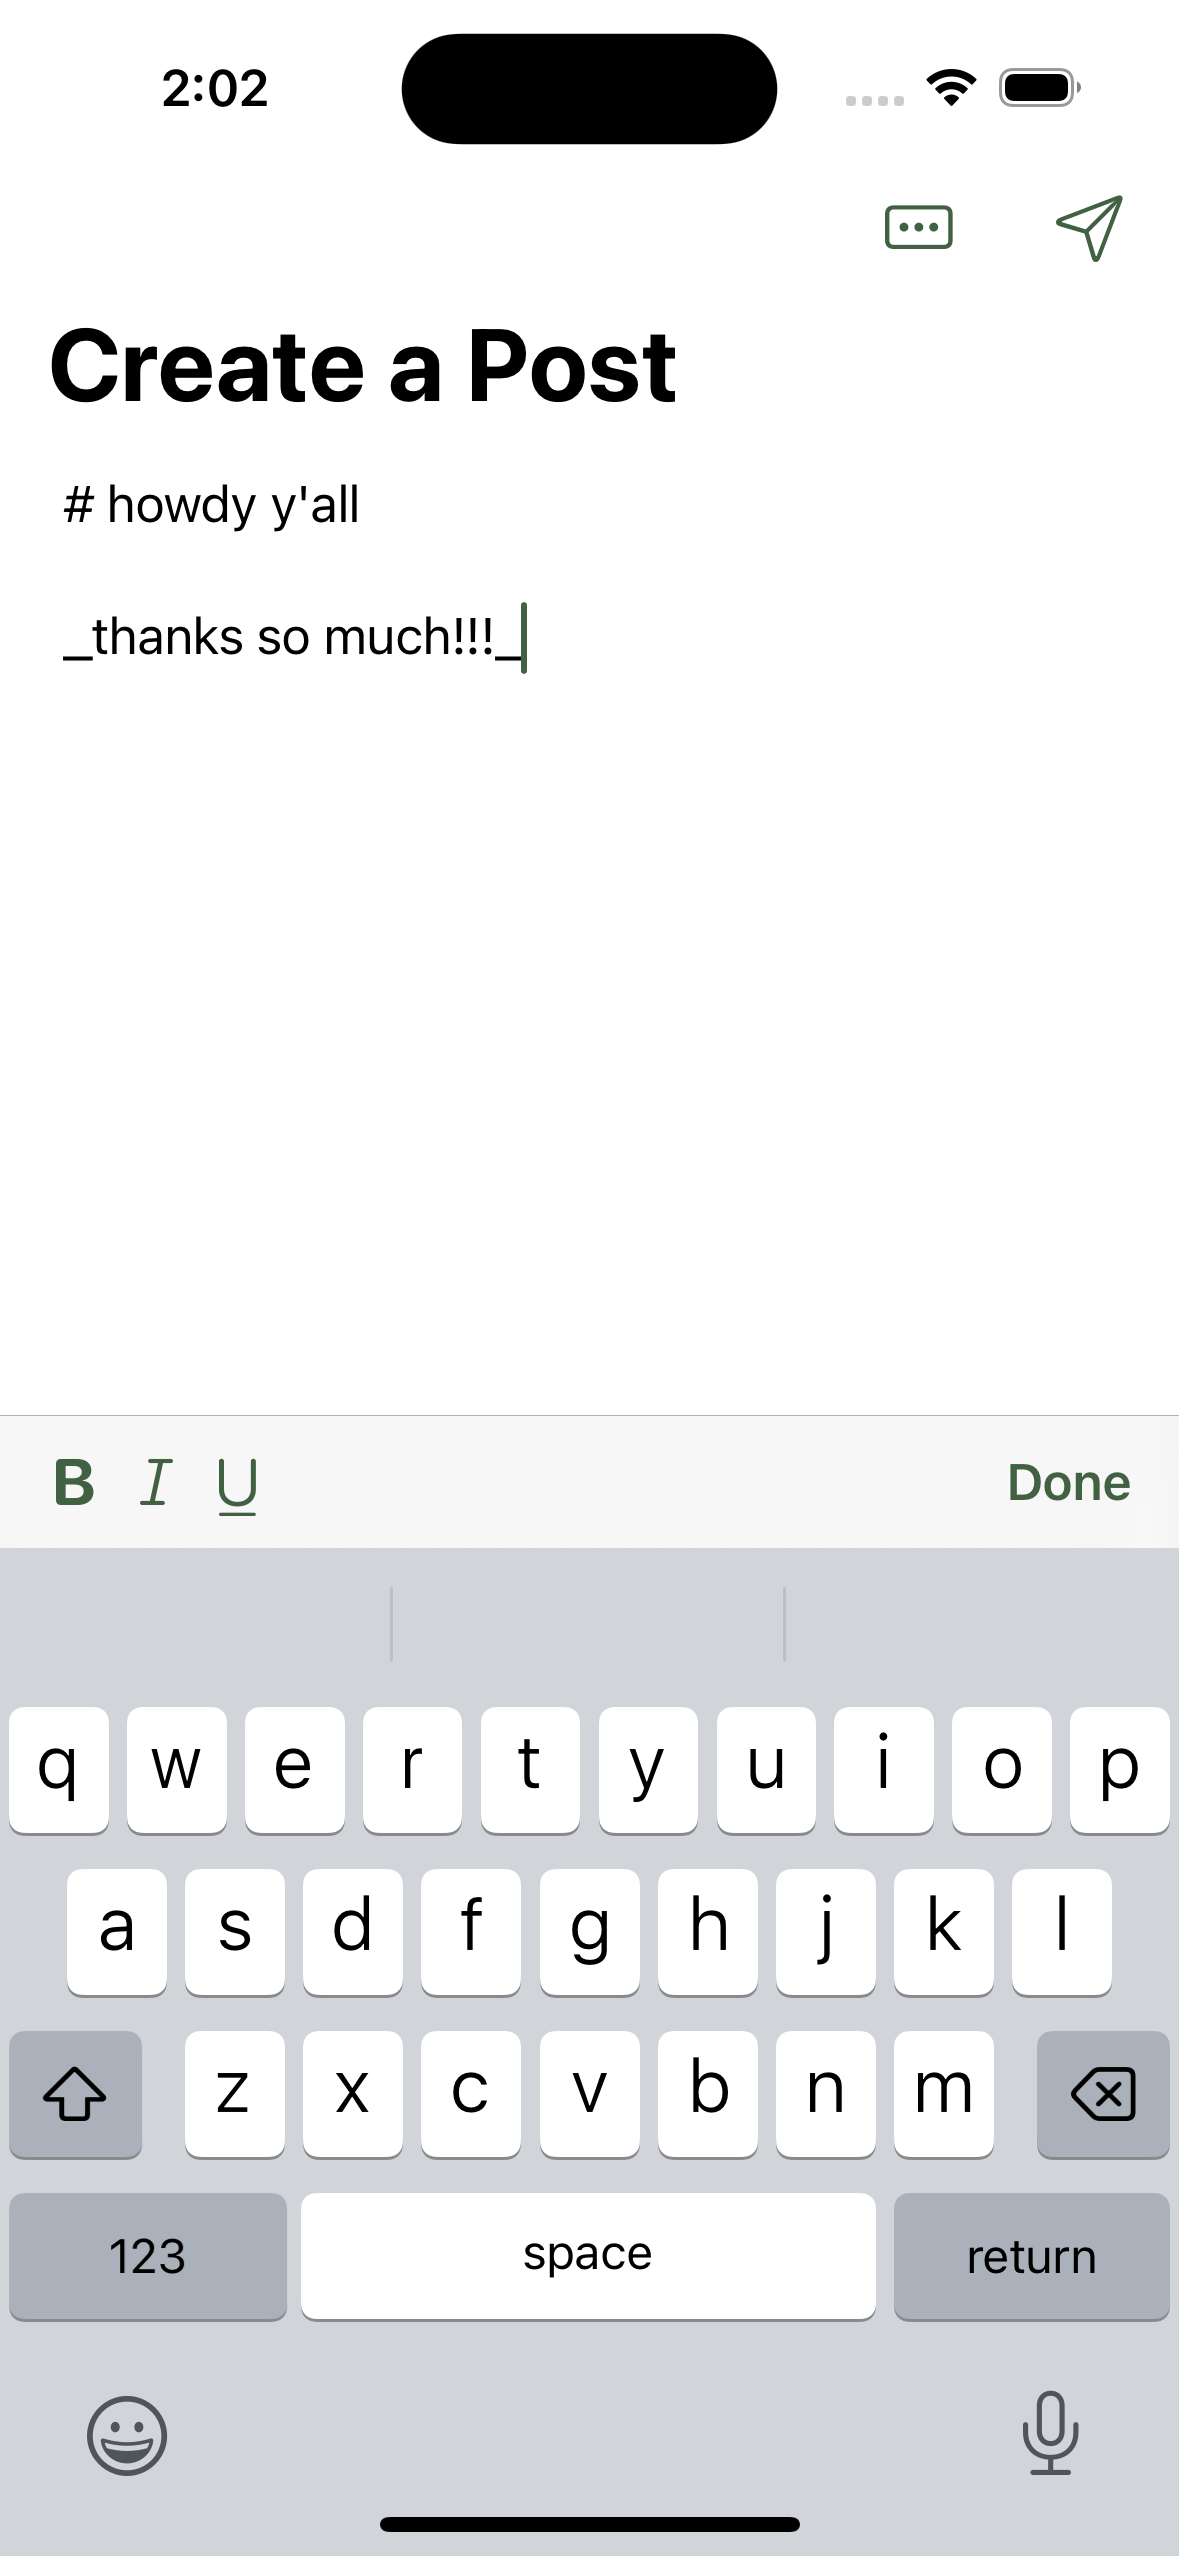 2:02
Create a Post
# howdy y'all
_thanks so much!!!_
B I U Done
q w e r t y u i o p
a s d f g h j k l
z x c v b n m
123 space return